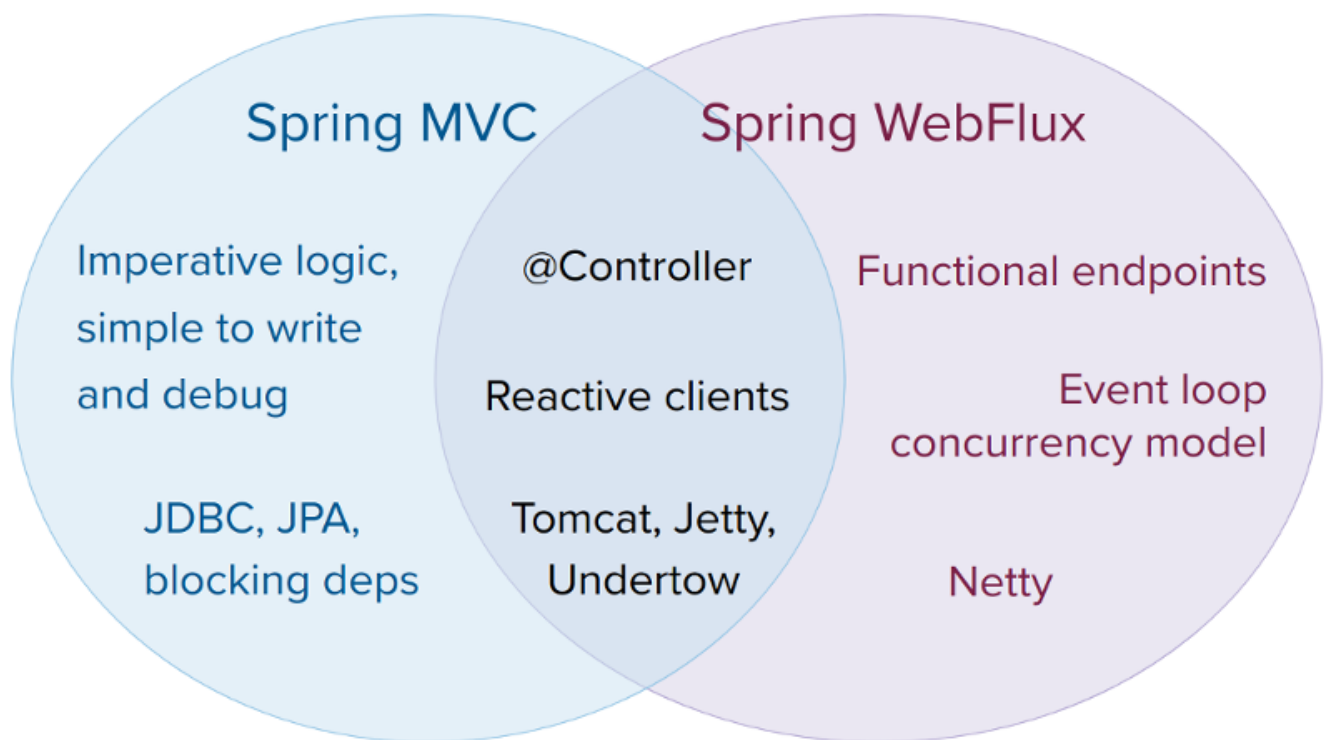 Spring MVC
Spring WebFlux
Imperative logic,
simple to write
and debug
JDBC, JPA,
blocking deps
@Controller
Reactive clients
Tomcat, Jetty,
Undertow
Functional endpoints
Event loop
concurrency model
Netty